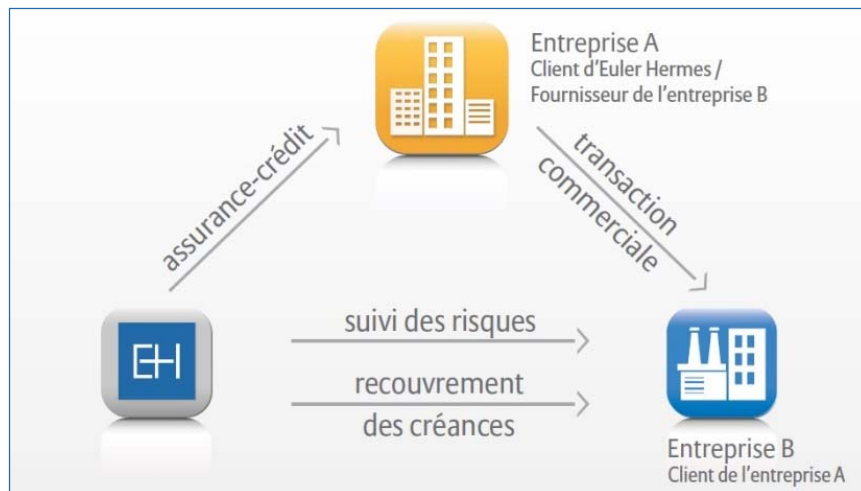 Entreprise A
Client d'Euler Hermes /
Fournisseur de l'entreprise B
assurance-crédit
transaction
commerciale
EH
suivi des risques
recouvrement
des créances
Entreprise B
Client de l'entreprise A